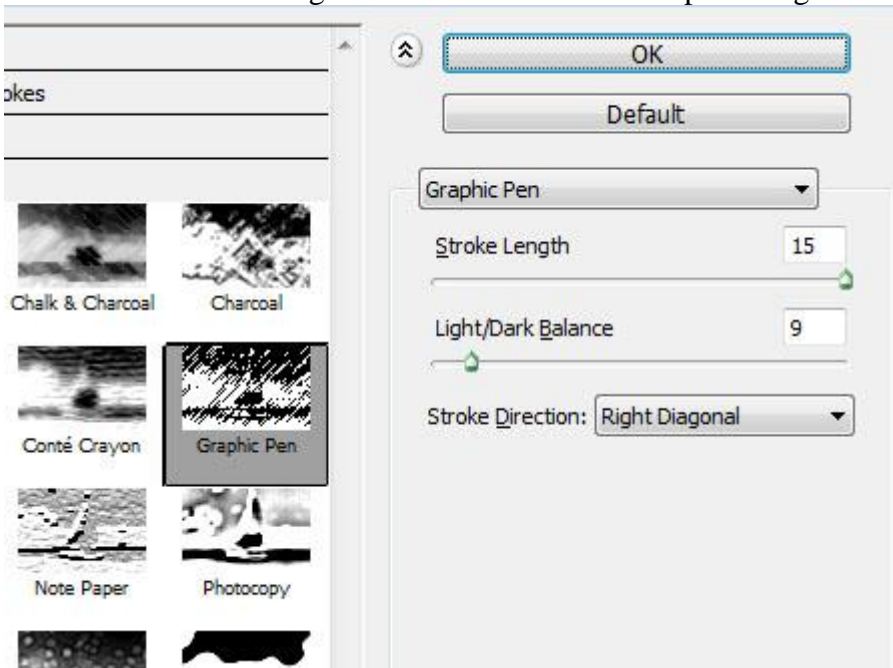 okes
Chalk & Charcoal
Charcoal
Conté Crayon
Graphic Pen
Note Paper
Photocopy
OK
Default
Graphic Pen
Stroke Length 15
Light/Dark Balance 9
Stroke Direction: Right Diagonal